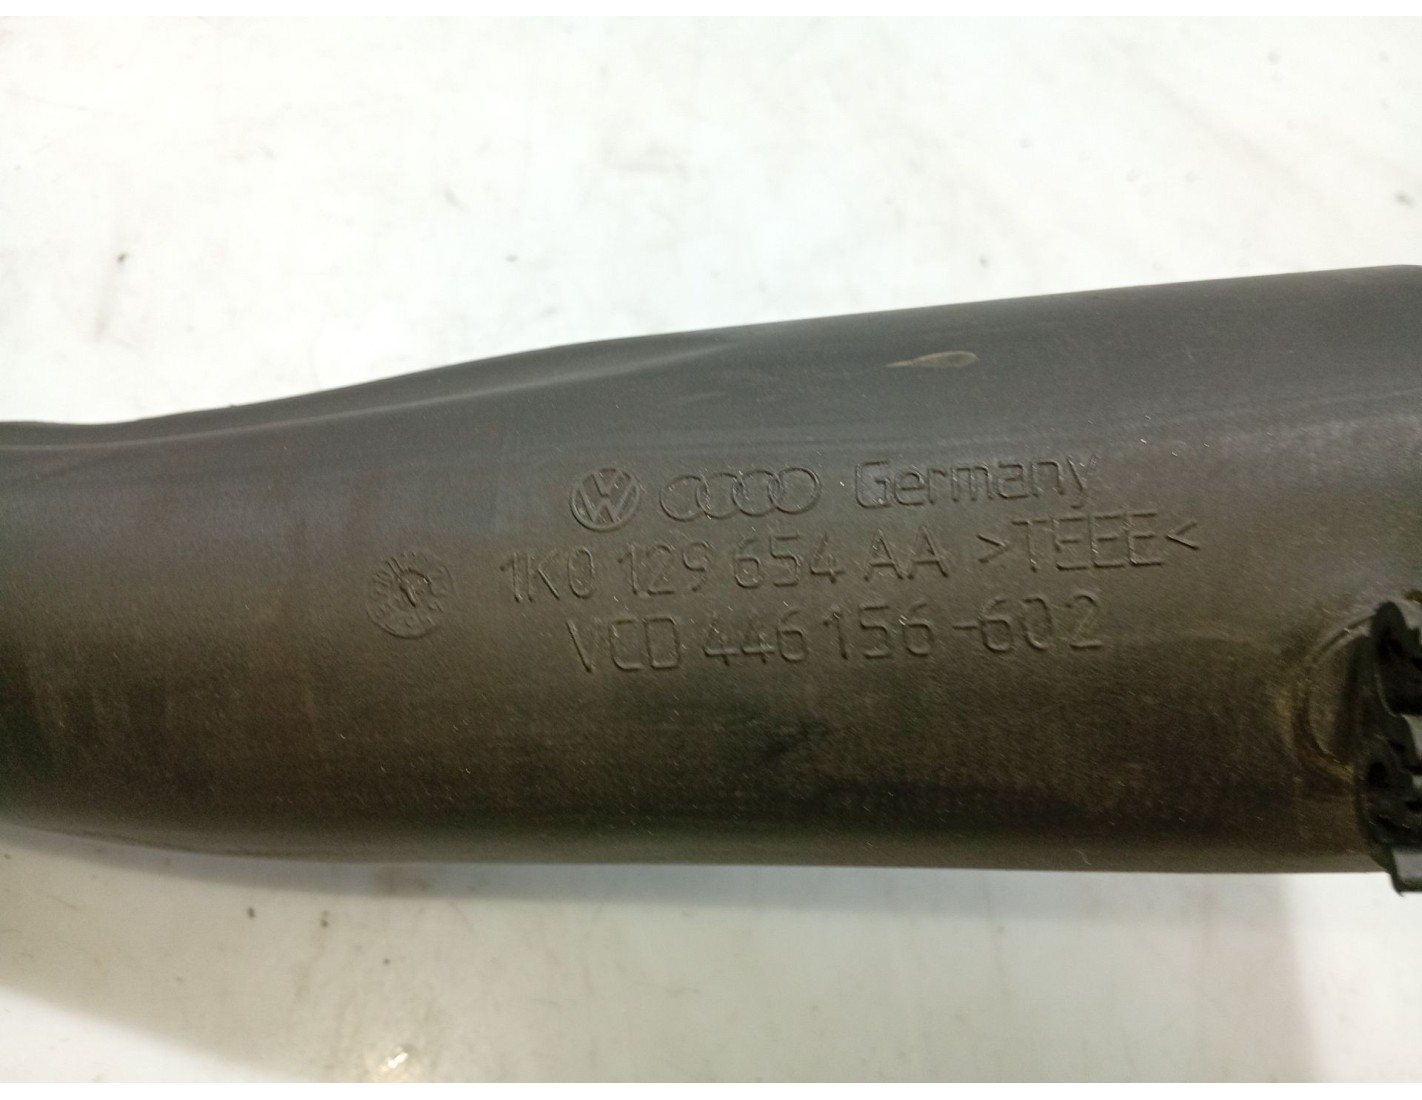 Germany
1K0 129 654 AA >TEEE<
VCD 446 156-602